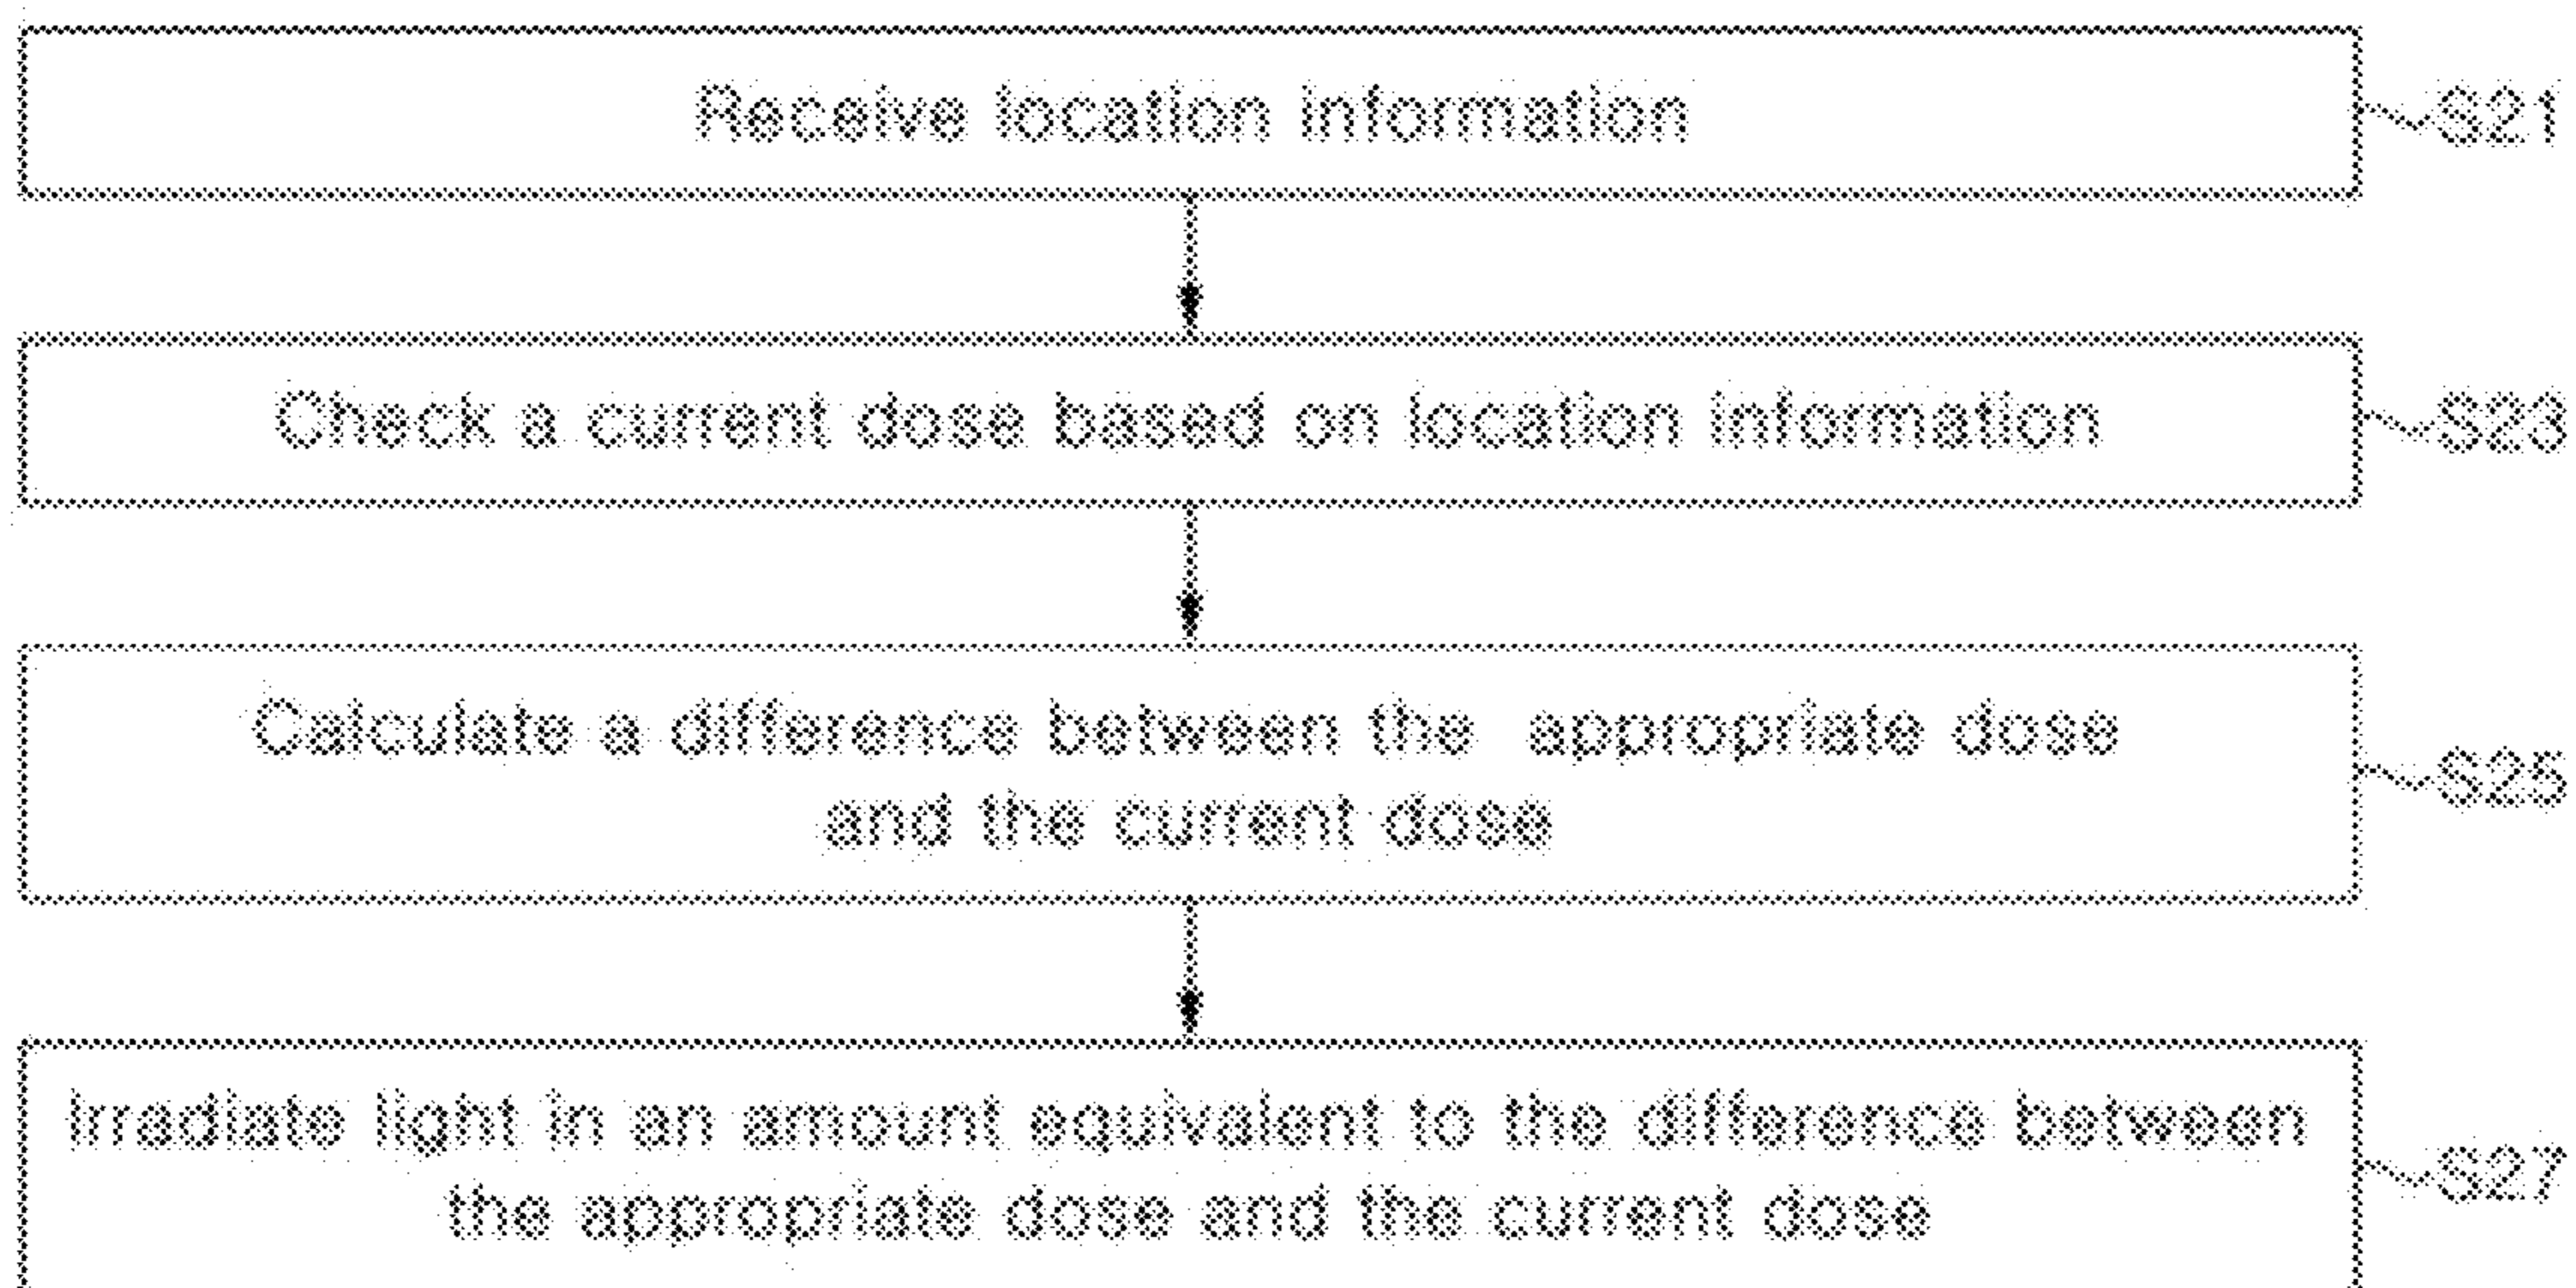 Receive location information
S21
Check a current dose based on location information
S23
Calculate a difference between the appropriate dose
and the current dose
S25
Irradiate light in an amount equivalent to the difference between
the appropriate dose and the current dose
S27